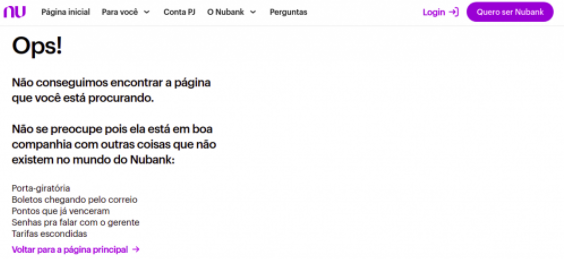 nu Página inicial Para você Conta PJ O Nubank Perguntas Login Quero ser Nubank
Ops!
Não conseguimos encontrar a página
que você está procurando.
Não se preocupe pois ela está em boa
companhia com outras coisas que não
existem no mundo do Nubank:
Porta-giratória
Boletos chegando pelo correio
Pontos que já venceram
Senhas pra falar com o gerente
Tarifas escondidas
Voltar para a página principal →